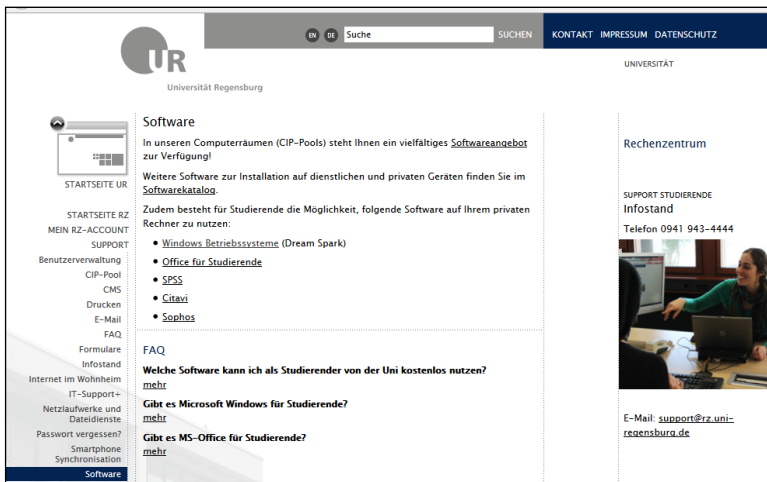 EN DE Suche SUCHEN KONTAKT IMPRESSUM DATENSCHUTZ
UR
Universität Regensburg
UNIVERSITÄT
STARTSEITE UR
STARTSEITE RZ
MEIN RZ-ACCOUNT
SUPPORT
Benutzerverwaltung
CIP-Pool
CMS
Drucken
E-Mail
FAQ
Formulare
Infostand
Internet im Wohnheim
IT-Support+
Netzlaufwerke und
Dateidienste
Passwort vergessen?
Smartphone
Synchronisation
Software
Software
In unseren Computerräumen (CIP-Pools) steht Ihnen ein vielfältiges Softwareangebot
zur Verfügung!
Weitere Software zur Installation auf dienstlichen und privaten Geräten finden Sie im
Softwarekatalog.
Zudem besteht für Studierende die Möglichkeit, folgende Software auf Ihrem privaten
Rechner zu nutzen:
• Windows Betriebssysteme (Dream Spark)
• Office für Studierende
• SPSS
• Citavi
• Sophos
FAQ
Welche Software kann ich als Studierender von der Uni kostenlos nutzen?
mehr
Gibt es Microsoft Windows für Studierende?
mehr
Gibt es MS-Office für Studierende?
mehr
Rechenzentrum
SUPPORT STUDIERENDE
Infostand
Telefon 0941 943-4444
E-Mail: support@rz.uni-
regensburg.de